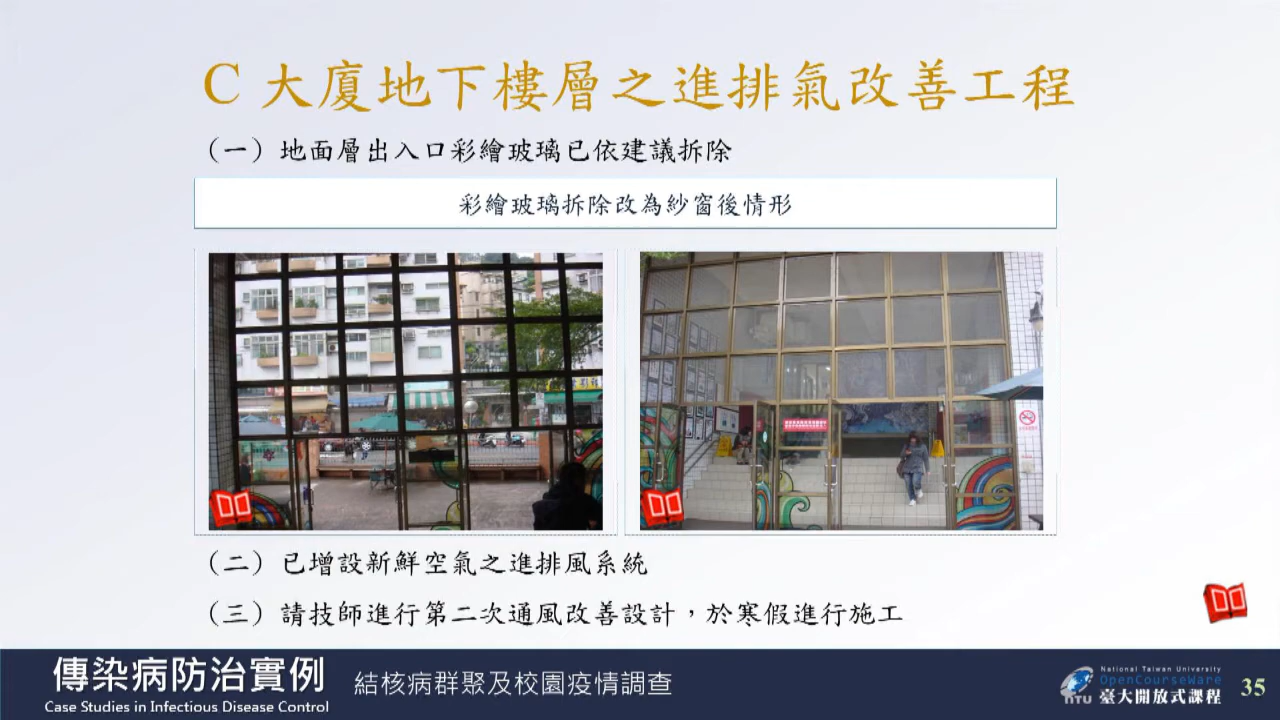 C 大廈地下樓層之進排氣改善工程
（一）地面層出入口彩繪玻璃已依建議拆除
彩繪玻璃拆除改為紗窗後情形
（二）已增設新鮮空氣之進排風系統
（三）請技師進行第二次通風改善設計，於寒假進行施工
傳染病防治實例
Case Studies in Infectious Disease Control
結核病群聚及校園疫情調查
National Taiwan University
OpenCourseWare
NTU 臺大開放式課程
35